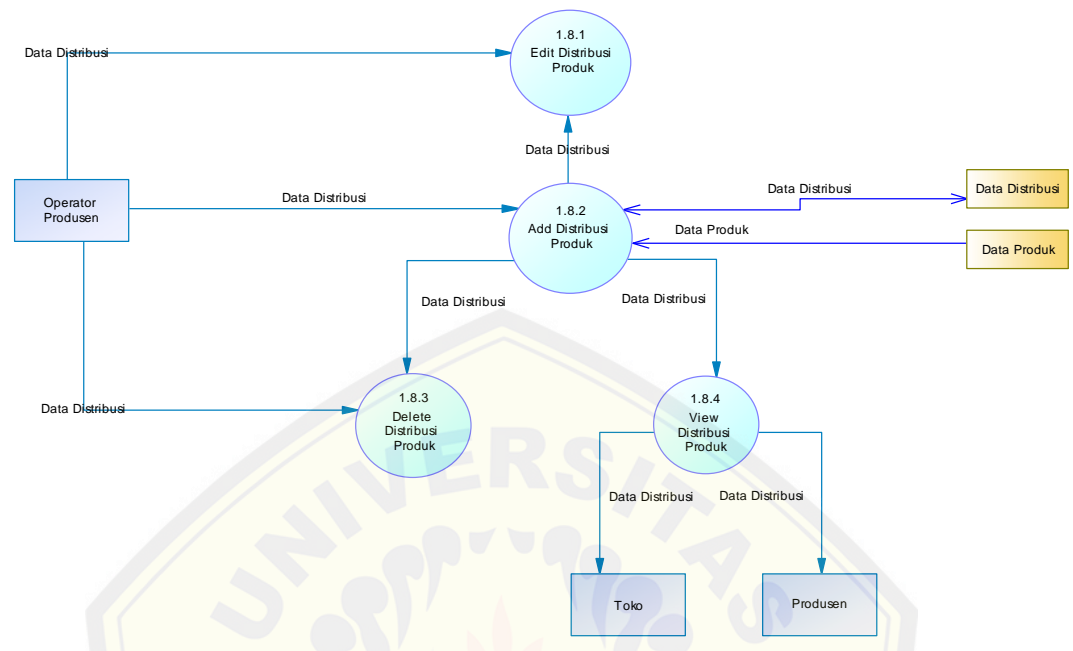 1.8.1
Edit Distribusi
Produk
Data Distribusi
Data Distribusi
Operator
Produsen
Data Distribusi
1.8.2
Add Distribusi
Produk
Data Distribusi
Data Distribusi
Data Produk
Data Produk
Data Distribusi
Data Distribusi
1.8.3
Delete
Distribusi
Produk
Data Distribusi
1.8.4
View
Distribusi
Produk
Data Distribusi
Data Distribusi
Toko
Produsen
UNIVERSITAS